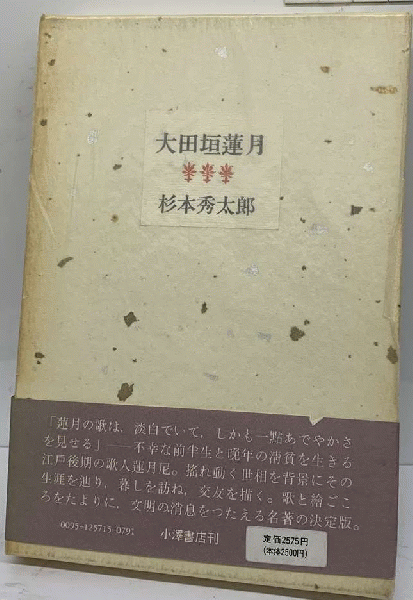 大田垣蓮月
杉本秀太郎
「蓮月の歌は、淡白でいて、しかも一點あでやかさ
を見せる」――不幸な前半生と晩年の清貧を生きる
江戸後期の歌人蓮月尼。揺れ動く世相を背景にその
生涯を辿り、暮しを訪ね、交友を描く。歌と絵ごこ
ろをたよりに、文明の消息をつたえる名著の決定版。
0095-125715-0791
小澤書店刊
定価2575円
(本体2500円)